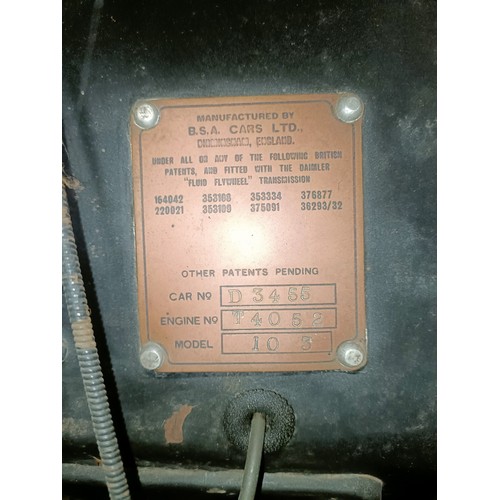 MANUFACTURED BY
B.S.A. CARS LTD.,
BIRMINGHAM, ENGLAND.
UNDER ALL OR ANY OF THE FOLLOWING BRITISH
PATENTS, AND FITTED WITH THE DAIMLER
"FLUID FLYWHEEL" TRANSMISSION
164042 353108 353334 376877
220021 353109 375091 36293/32
OTHER PATENTS PENDING
CAR No D3455
ENGINE No T4052
MODEL 10 3